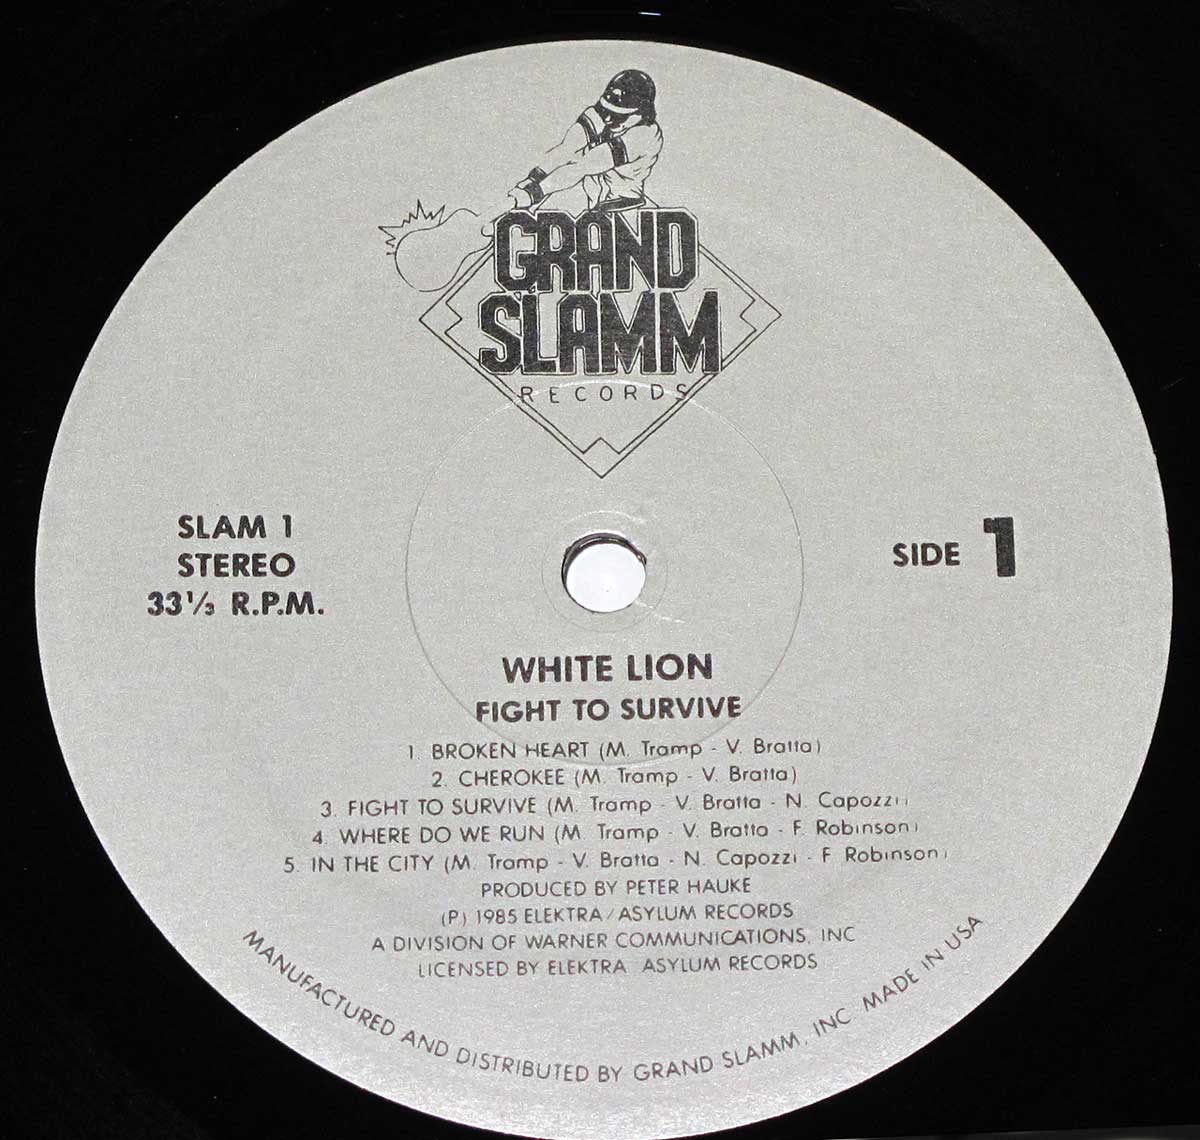 GRAND
SLAMM
RECORDS
SLAM 1
STEREO
33⅓ R.P.M.
SIDE 1
WHITE LION
FIGHT TO SURVIVE
1. BROKEN HEART (M. Tramp - V. Bratta)
2. CHEROKEE (M. Tramp - V. Bratta)
3. FIGHT TO SURVIVE (M. Tramp - V. Bratta - N. Capozzi)
4. WHERE DO WE RUN (M. Tramp - V. Bratta - F. Robinson)
5. IN THE CITY (M. Tramp - V. Bratta - N. Capozzi - F Robinson)
PRODUCED BY PETER HAUKE
(P) 1985 ELEKTRA/ASYLUM RECORDS
A DIVISION OF WARNER COMMUNICATIONS, INC
LICENSED BY ELEKTRA ASYLUM RECORDS
MANUFACTURED AND DISTRIBUTED BY GRAND SLAMM, INC MADE IN USA